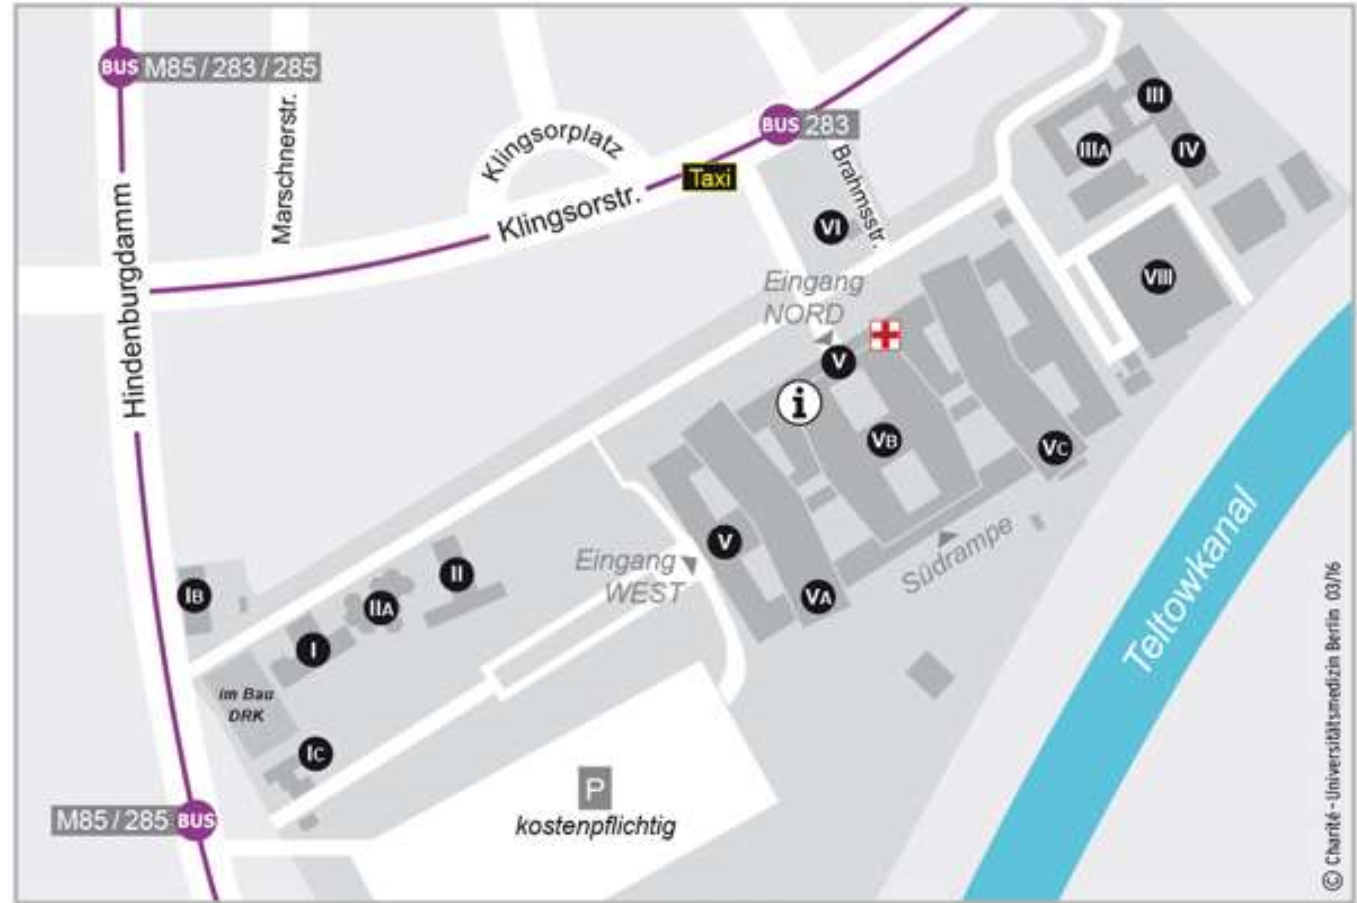 BUS M85 / 283 / 285
Marschnerstr.
Klingsorplatz
BUS 283
Taxi
Brahmsstr.
Klingsorstr.
Hindenburgdamm
III
IIIA
IV
VI
VIII
Eingang
NORD
V
i
VB
VC
V
Eingang
WEST
VA
Südrampe
Teltowkanal
IB
II
IIA
I
im Bau
DRK
IC
M85 / 285 BUS
P
kostenpflichtig
© Charité - Universitätsmedizin Berlin 03/16